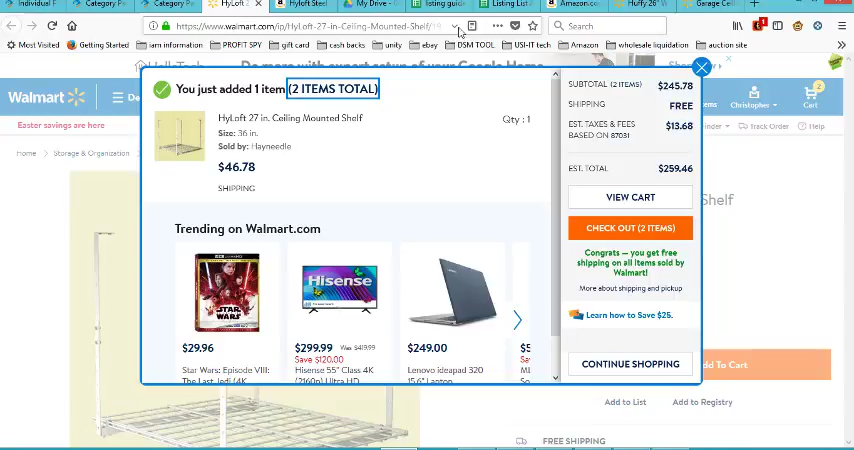 Individual F
Category P
Category P
HyLoft 2
Hyloft Steel
My Drive -
listing guide
Listing List
Amazon.c
Huffy 26" W
Garage Ceil
https://www.walmart.com/ip/HyLoft-27-in-Ceiling-Mounted-Shelf/19
Search
Most Visited
Getting Started
iam information
PROFIT SPY
gift card
cash backs
unity
ebay
DSM TOOL
USI-IT tech
Amazon
wholesale liquidation
auction site
Walmart
Christopher
2
Cart
Easter savings are here
Track Order
Help
Home
Storage & Organization
Shelf
You just added 1 item (2 ITEMS TOTAL)
HyLoft 27 in. Ceiling Mounted Shelf
Qty : 1
Size: 36 in.
Sold by: Hayneedle
$46.78
SHIPPING
Trending on Walmart.com
STAR WARS
Hisense
$29.96
Star Wars: Episode VIII:
The Last Jedi (4K
$299.99 Was: $419.99
Save $120.00
Hisense 55" Class 4K
(2160p) Ultra HD
$249.00
Lenovo ideapad 320
15.6" Laptop
SUBTOTAL (2 ITEMS) $245.78
SHIPPING FREE
EST. TAXES & FEES
BASED ON 87031 $13.68
EST. TOTAL $259.46
VIEW CART
CHECK OUT (2 ITEMS)
Congrats — you get free
shipping on all items sold by
Walmart!
More about shipping and pickup
Learn how to Save $25.
CONTINUE SHOPPING
Add To Cart
Add to List
Add to Registry
FREE SHIPPING